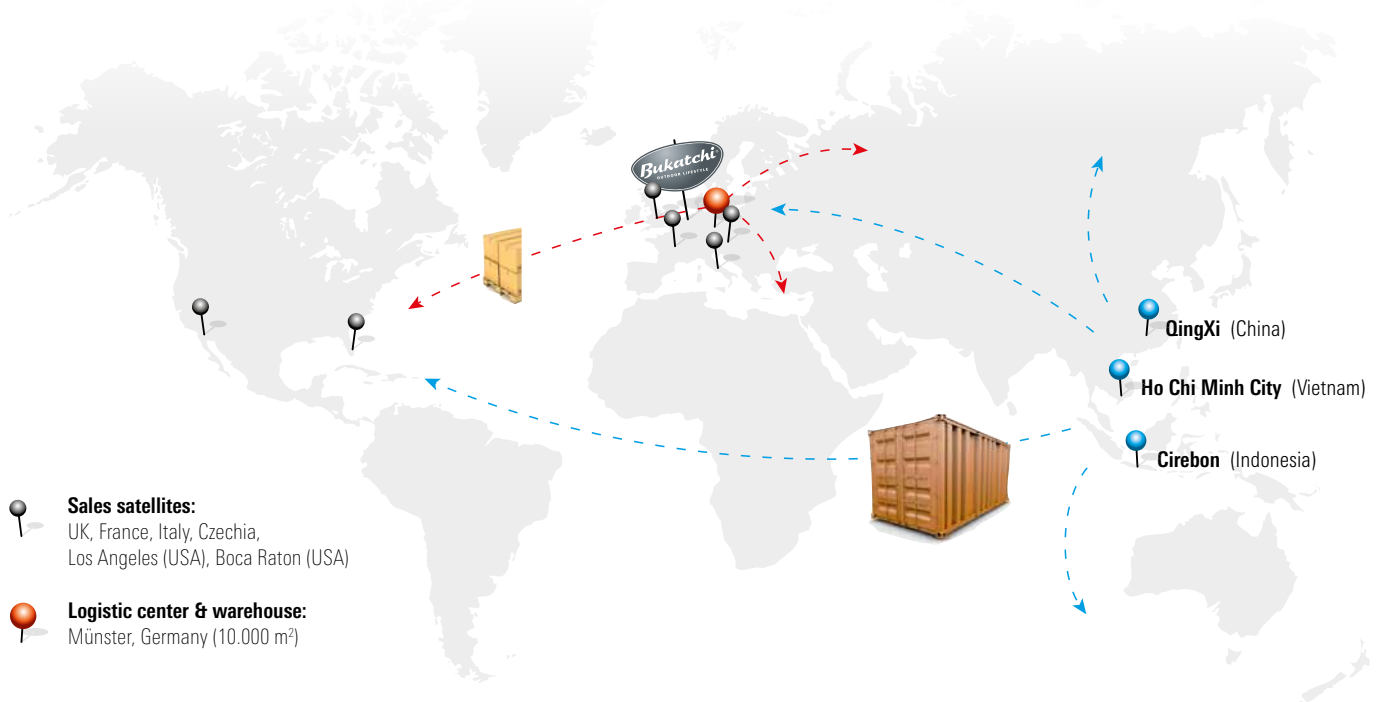 Bukatchi
OUTDOOR LIFESTYLE
QingXi (China)
Ho Chi Minh City (Vietnam)
Cirebon (Indonesia)
Sales satellites:
UK, France, Italy, Czechia,
Los Angeles (USA), Boca Raton (USA)
Logistic center & warehouse:
Münster, Germany (10.000 m²)